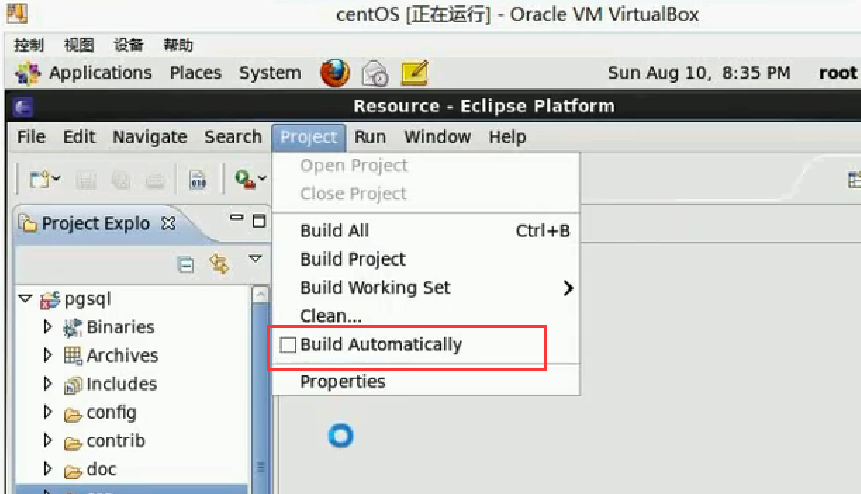 centOS [正在运行] - Oracle VM VirtualBox
控制 视图 设备 帮助
Applications Places System Sun Aug 10, 8:35 PM root
Resource - Eclipse Platform
File Edit Navigate Search Project Run Window Help
Open Project
Close Project
010
Project Explo
Build All Ctrl+B
Build Project
Build Working Set
Clean...
Build Automatically
Properties
pgsql
Binaries
Archives
Includes
config
contrib
doc